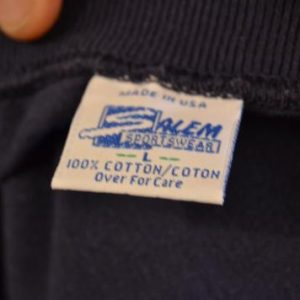 MADE IN USA
SALEM
SPORTSWEAR
-- L --
100% COTTON/COTON
Over For Care